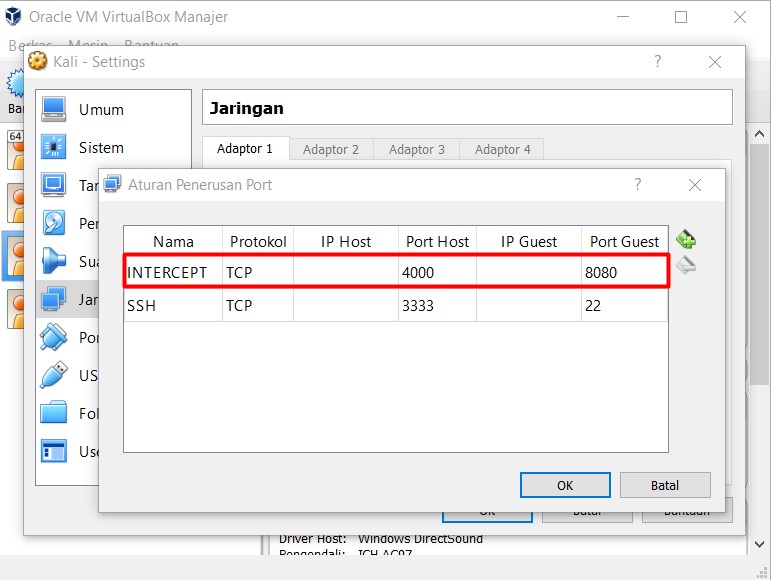 Oracle VM VirtualBox Manajer
Berkas Mesin Bantuan
Kali - Settings
Ba
64
Umum
Sistem
Tar
Per
Sua
Jar
Por
US
Fol
Use
Jaringan
Adaptor 1 Adaptor 2 Adaptor 3 Adaptor 4
Aturan Penerusan Port
Nama Protokol IP Host Port Host IP Guest Port Guest
INTERCEPT TCP 4000 8080
SSH TCP 3333 22
OK Batal
OK Batal Bantuan
Driver Host: Windows DirectSound
Pengendali: ICH AC97